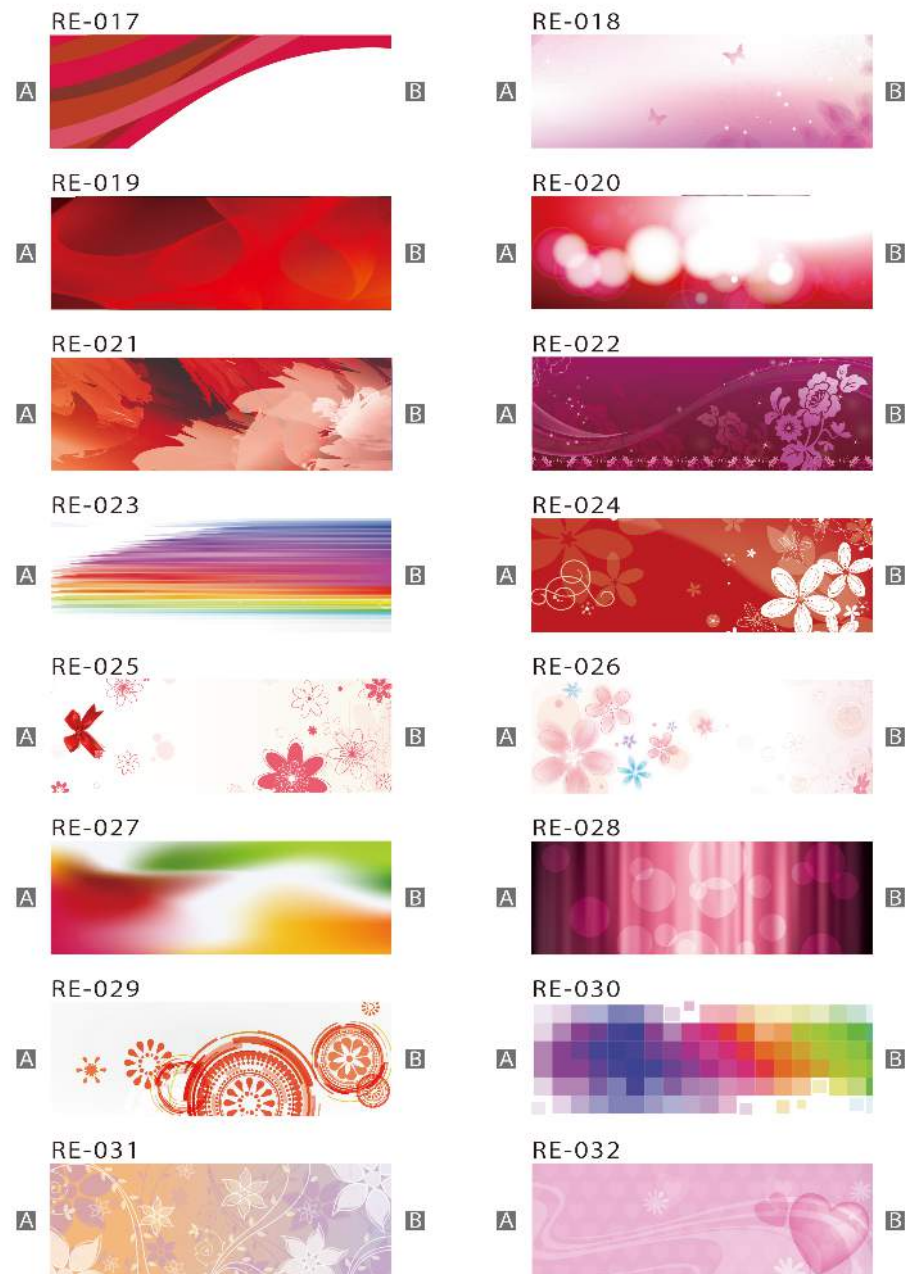 RE-017 RE-018
A B A B
RE-019 RE-020
A B A B
RE-021 RE-022
A B A B
RE-023 RE-024
A B A B
RE-025 RE-026
A B A B
RE-027 RE-028
A B A B
RE-029 RE-030
A B A B
RE-031 RE-032
A B A B